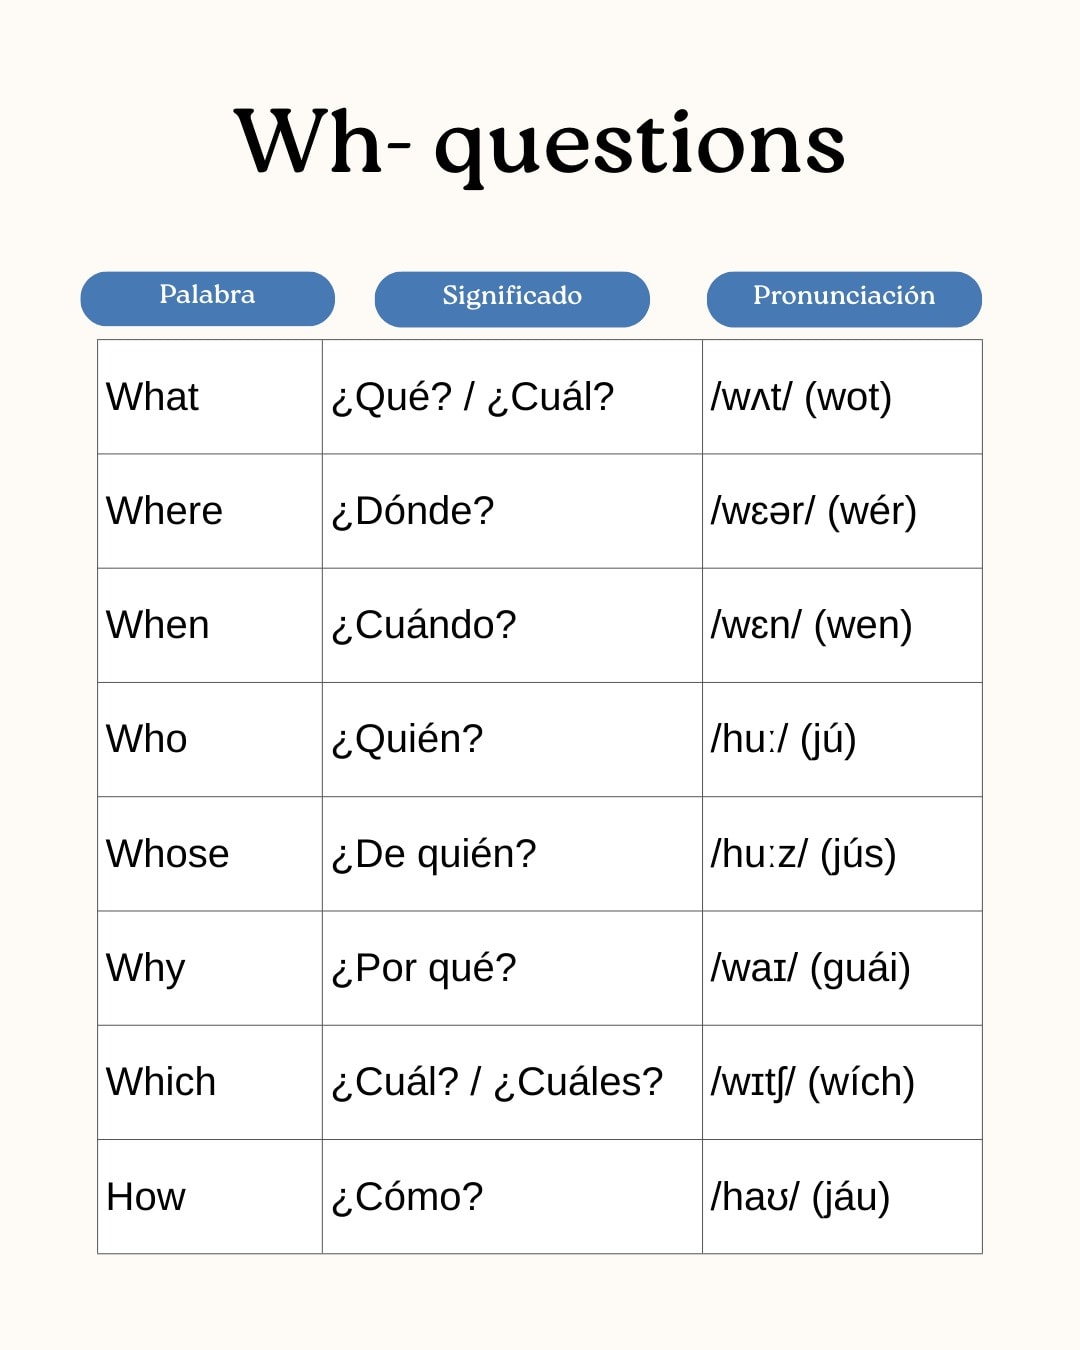 Wh- questions
Palabra Significado Pronunciación
What ¿Qué? / ¿Cuál? /wʌt/ (wot)
Where ¿Dónde? /wɛər/ (wér)
When ¿Cuándo? /wɛn/ (wen)
Who ¿Quién? /huː/ (jú)
Whose ¿De quién? /huːz/ (jús)
Why ¿Por qué? /waɪ/ (guái)
Which ¿Cuál? / ¿Cuáles? /wɪtʃ/ (wích)
How ¿Cómo? /haʊ/ (jáu)